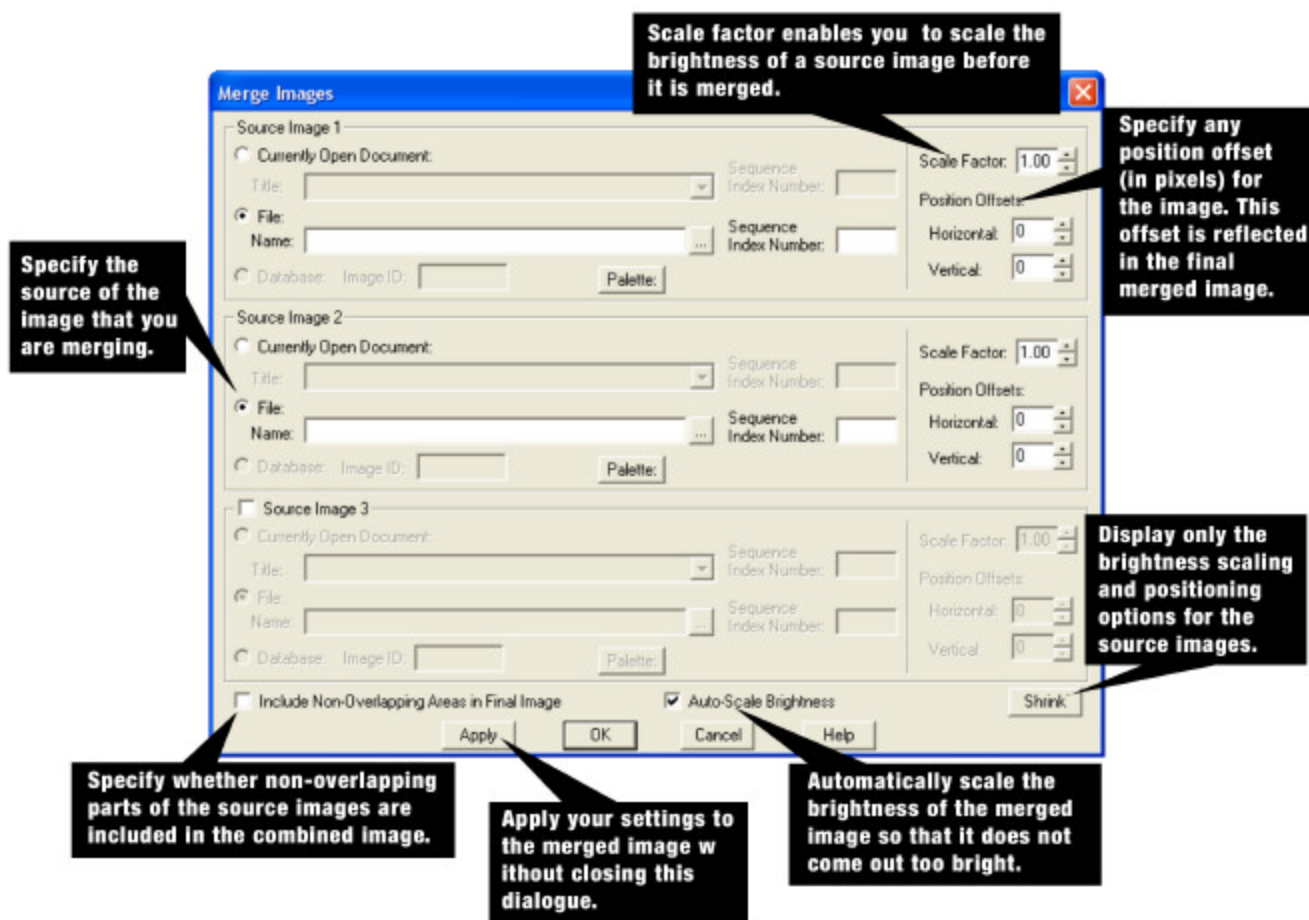 Scale factor enables you to scale the
brightness of a source image before
it is merged.
Merge Images
Specify any
position offset
(in pixels) for
the image. This
offset is reflected
in the final
merged image.
Source Image 1
Currently Open Document:
Title:
Sequence
Index Number:
File:
Name:
...
Sequence
Index Number:
Database: Image ID:
Palette:
Scale Factor: 1.00
Position Offsets:
Horizontal: 0
Vertical: 0
Specify the
source of the
image that you
are merging.
Source Image 2
Currently Open Document:
Title:
Sequence
Index Number:
File:
Name:
...
Sequence
Index Number:
Database: Image ID:
Palette:
Scale Factor: 1.00
Position Offsets:
Horizontal: 0
Vertical: 0
Source Image 3
Currently Open Document:
Title:
Sequence
Index Number:
File:
Name:
...
Sequence
Index Number:
Database: Image ID:
Palette:
Scale Factor: 1.00
Position Offsets:
Horizontal: 0
Vertical: 0
Display only the
brightness scaling
and positioning
options for the
source images.
Include Non-Overlapping Areas in Final Image
Auto-Scale Brightness
Shrink
Apply
OK
Cancel
Help
Specify whether non-overlapping
parts of the source images are
included in the combined image.
Apply your settings to
the merged image w
ithout closing this
dialogue.
Automatically scale the
brightness of the merged
image so that it does not
come out too bright.